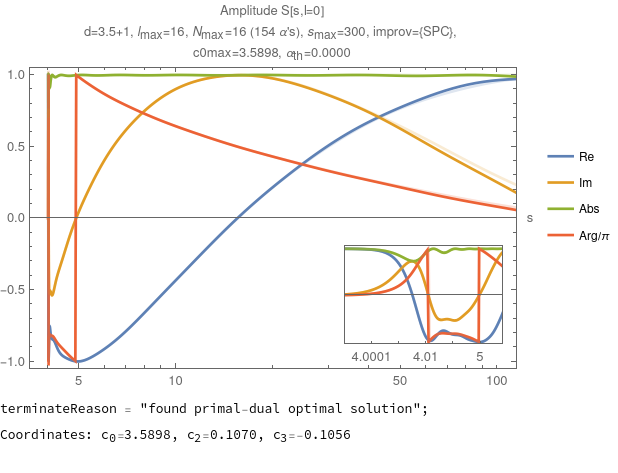 Amplitude S[s,l=0]
d=3.5+1, lmax=16, Nmax=16 (154 α's), smax=300, improv={SPC},
c0max=3.5898, αth=0.0000
1.0
0.5
0.0
−0.5
−1.0
5
10
50
100
s
4.0001
4.01
5
Re
Im
Abs
Arg/π
terminateReason = "found primal-dual optimal solution";
Coordinates: c0=3.5898, c2=0.1070, c3=-0.1056